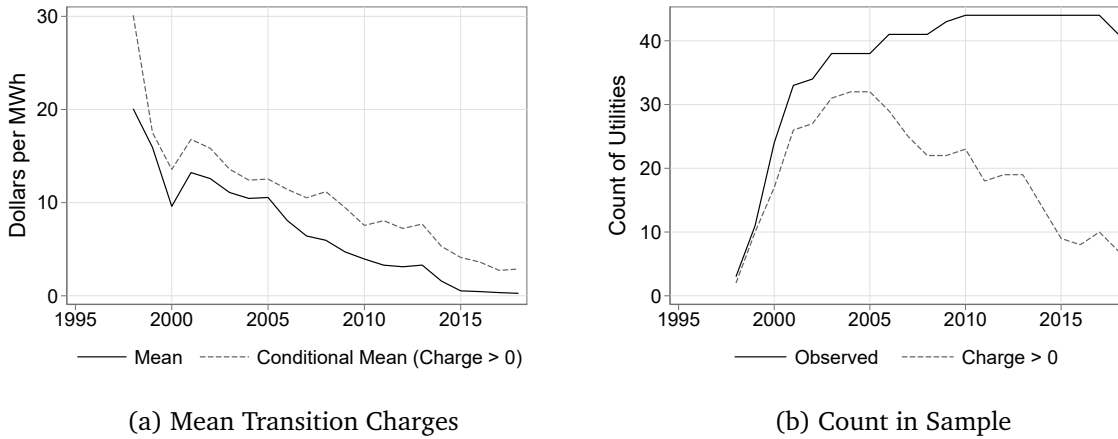 30
20
10
0
Dollars per MWh
1995 2000 2005 2010 2015
Mean Conditional Mean (Charge > 0)
(a) Mean Transition Charges
40
30
20
10
0
Count of Utilities
1995 2000 2005 2010 2015
Observed Charge > 0
(b) Count in Sample